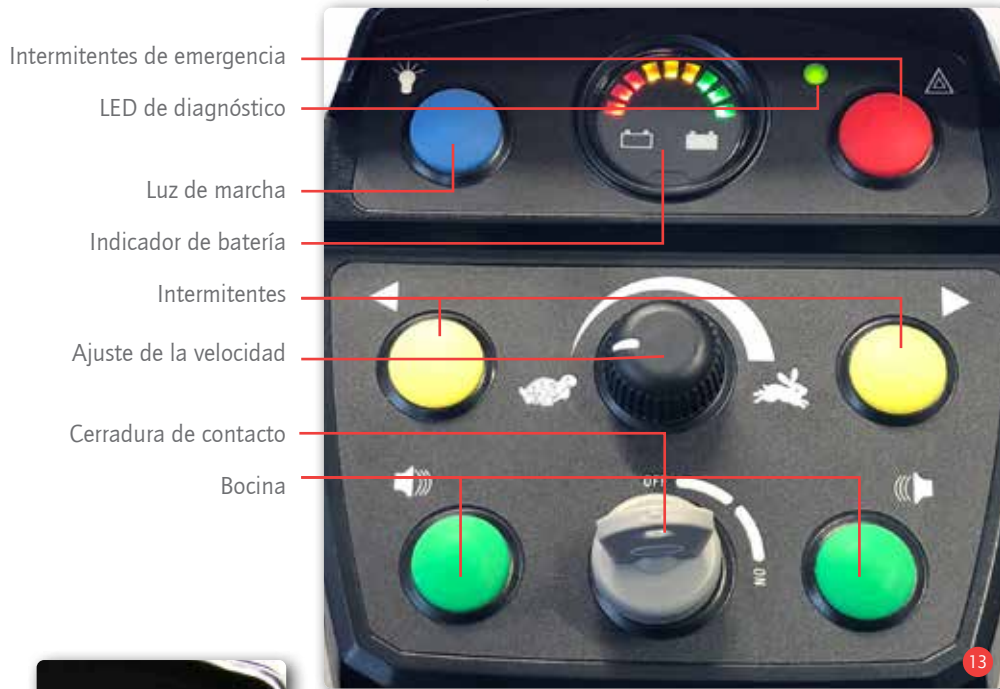 Intermitentes de emergencia
LED de diagnóstico
Luz de marcha
Indicador de batería
Intermitentes
Ajuste de la velocidad
Cerradura de contacto
Bocina
OFF
ON
13